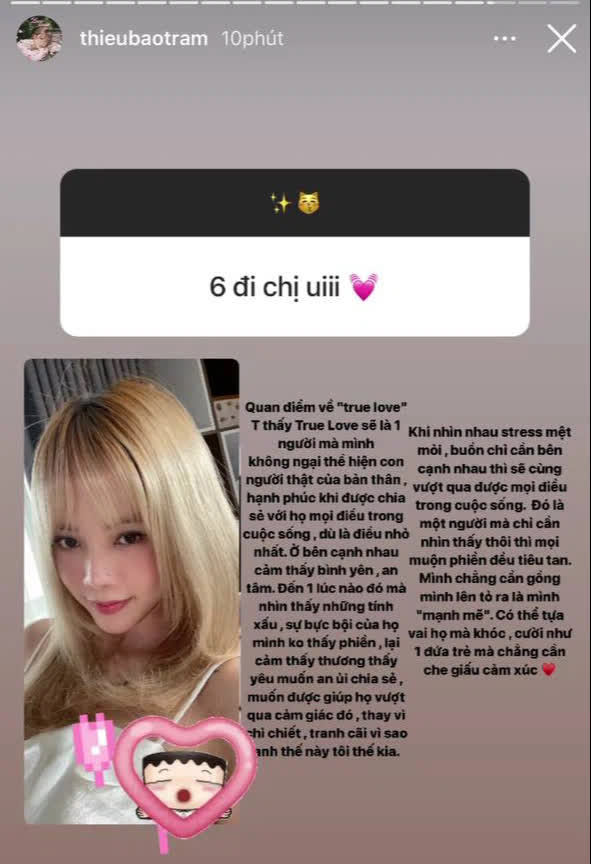 thieubaotram 10phút
6 đi chị uiii
Quan điểm về "true love"
T thấy True Love sẽ là 1
người mà mình
không ngại thể hiện con
người thật của bản thân ,
hạnh phúc khi được chia
sẻ với họ mọi điều trong
cuộc sống , dù là điều nhỏ
nhất. Ở bên cạnh nhau
cảm thấy bình yên , an
tâm. Đến 1 lúc nào đó mà
nhìn thấy những tính
xấu , sự bực bội của họ
mình ko thấy phiền , lại
cảm thấy thương thấy
yêu muốn an ủi chia sẻ ,
muốn được giúp họ vượt
qua cảm giác đó , thay vì
chì chiết , tranh cãi vì sao
anh thế này tôi thế kia.
Khi nhìn nhau stress mệt
mỏi , buồn chỉ cần bên
cạnh nhau thì sẽ cùng
vượt qua được mọi điều
trong cuộc sống. Đó là
một người mà chỉ cần
nhìn thấy thôi thì mọi
muộn phiền đều tiêu tan.
Mình chẳng cần gồng
mình lên tỏ ra là mình
"mạnh mẽ". Có thể tựa
vai họ mà khóc , cười như
1 đứa trẻ mà chẳng cần
che giấu cảm xúc